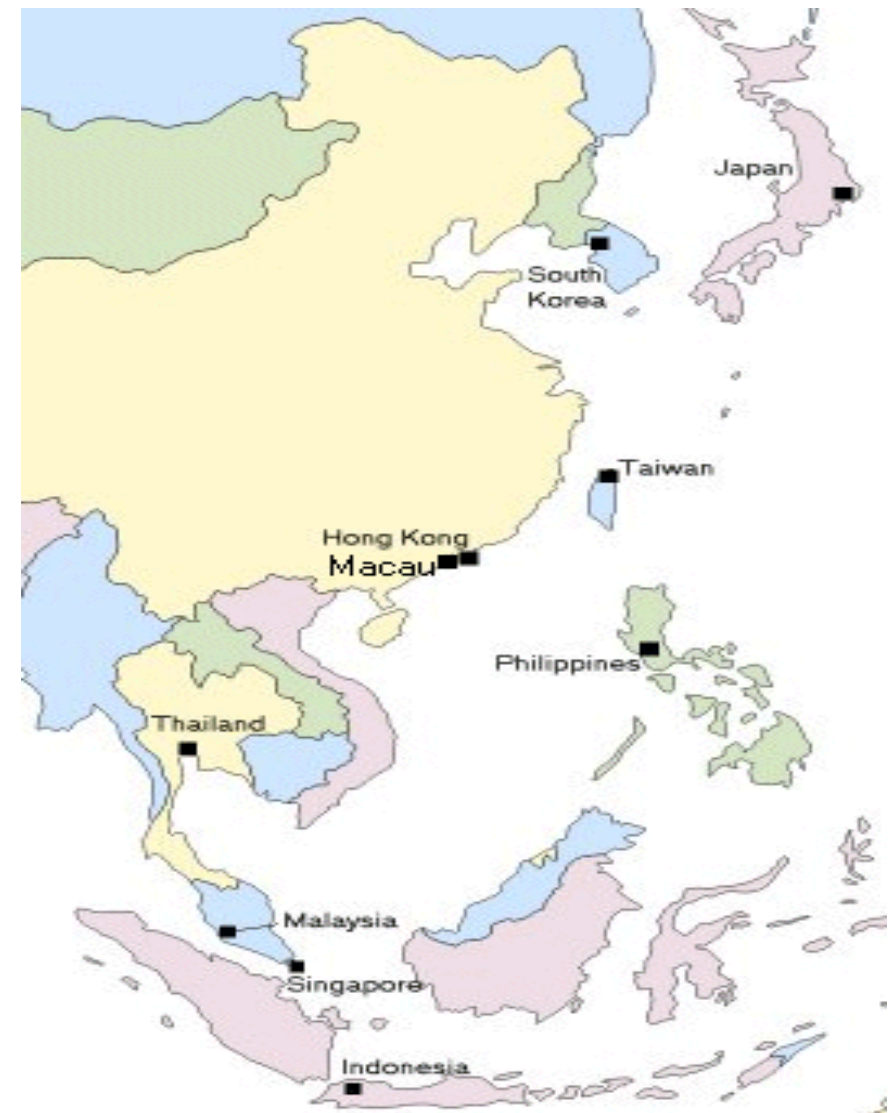 Japan
South
Korea
Taiwan
Hong Kong
Macau
Philippines
Thailand
Malaysia
Singapore
Indonesia